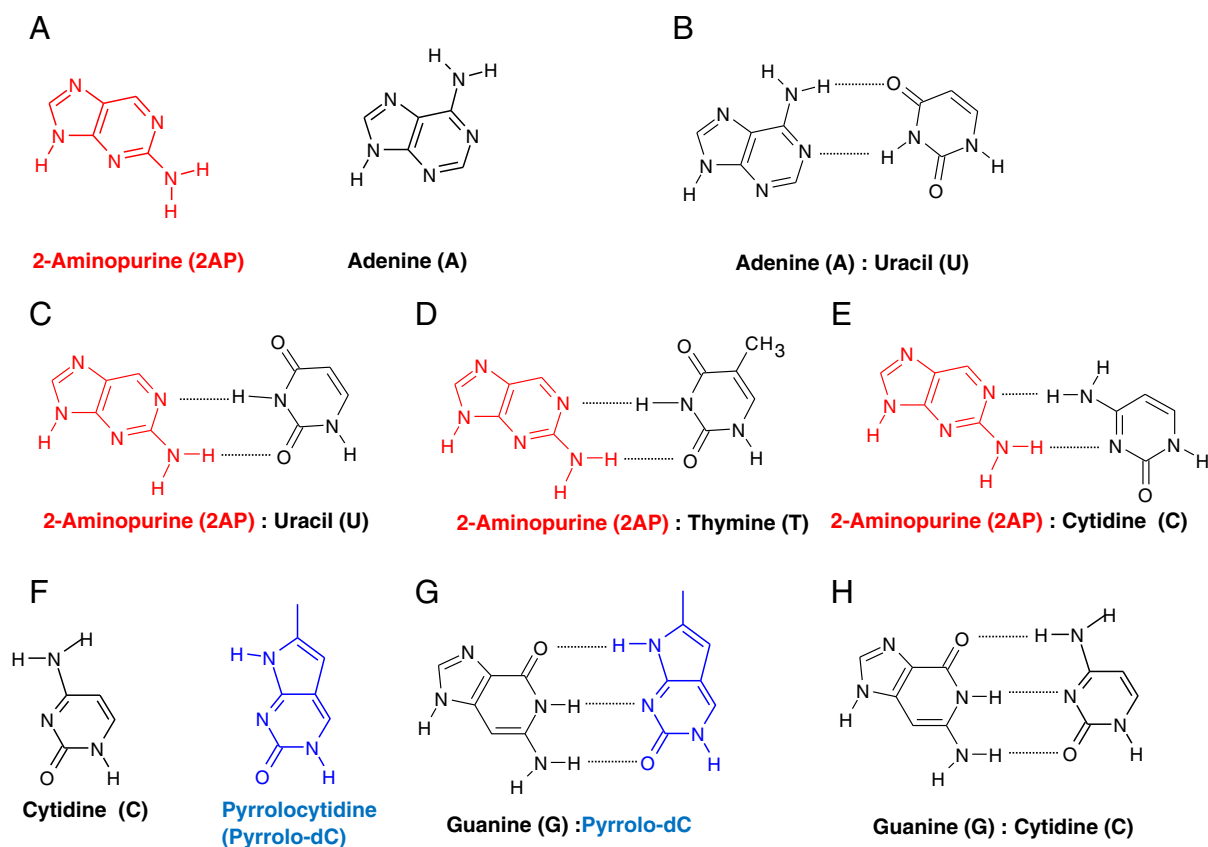 A
N
N
N
N
H
N
H
H
2-Aminopurine (2AP)
H
H
N
N
N
N
N
H
Adenine (A)
B
H
N
H
O
N
N
N
H
N
N
H
N
H
O
Adenine (A) : Uracil (U)
C
O
N
N
H
N
N
N
H
N
H
O
N
H
H
2-Aminopurine (2AP) : Uracil (U)
D
CH3
O
N
N
H
N
N
N
H
N
H
O
N
H
H
2-Aminopurine (2AP) : Thymine (T)
E
H
N
N
H
N
N
N
H
N
H
N
N
H
H
O
2-Aminopurine (2AP) : Cytidine (C)
F
H
H
N
N
N
O
H
Cytidine (C)
H
N
N
N
O
H
Pyrrolocytidine
(Pyrrolo-dC)
G
N
O
H
N
N
H
N
H
N
N
H
N
H
O
H
Guanine (G) :Pyrrolo-dC
H
H
N
O
H
N
N
H
N
H
N
N
H
N
H
O
H
H
Guanine (G) : Cytidine (C)